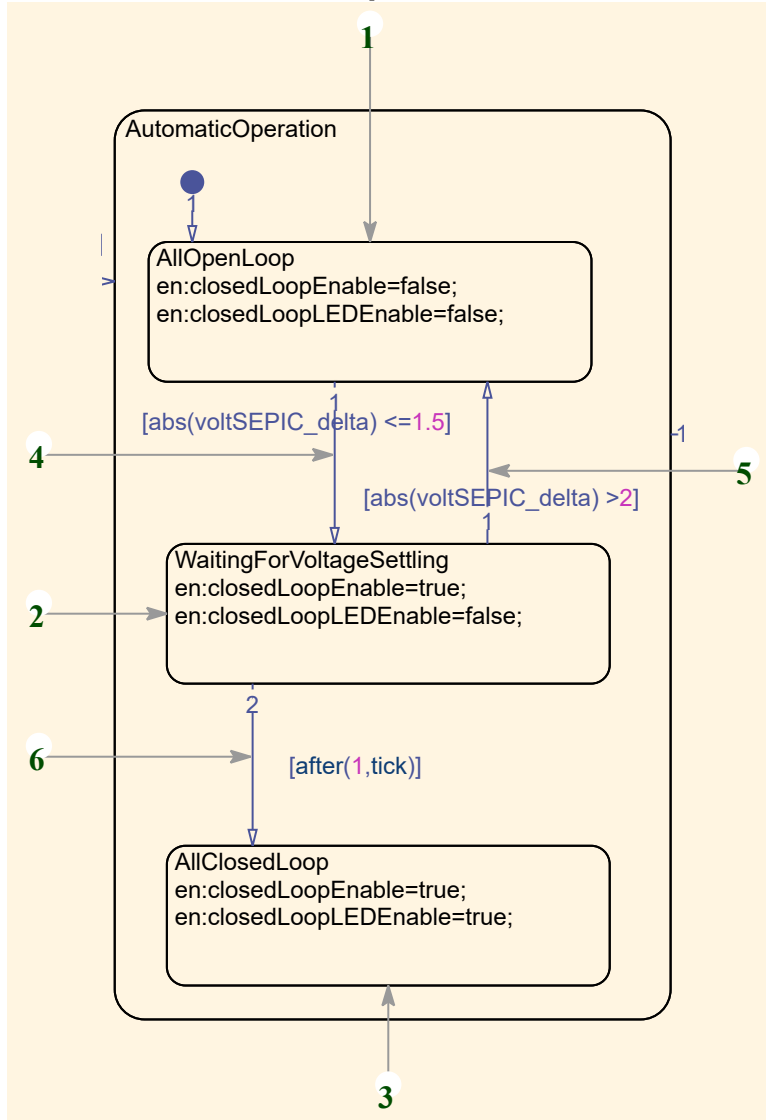 1
AutomaticOperation
1
AllOpenLoop
en:closedLoopEnable=false;
en:closedLoopLEDEnable=false;
1
[abs(voltSEPIC_delta) <=1.5]
1
4
5
[abs(voltSEPIC_delta) >2]
1
WaitingForVoltageSettling
en:closedLoopEnable=true;
en:closedLoopLEDEnable=false;
2
2
6
[after(1,tick)]
AllClosedLoop
en:closedLoopEnable=true;
en:closedLoopLEDEnable=true;
3